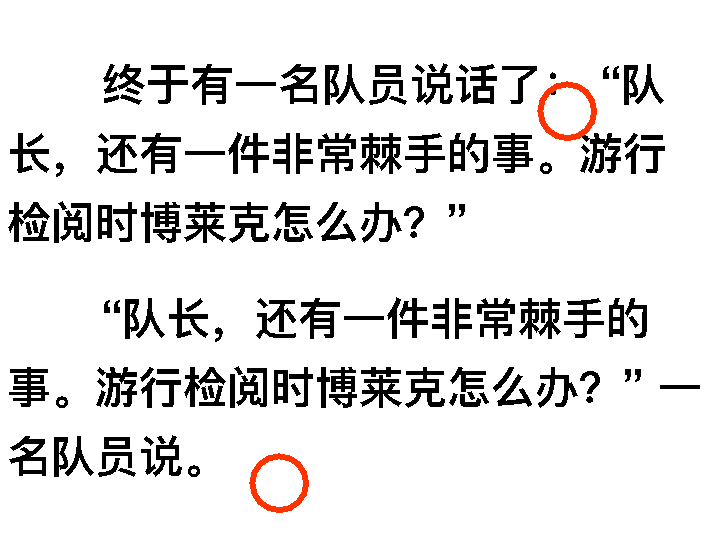 终于有一名队员说话了：“队
长，还有一件非常棘手的事。游行
检阅时博莱克怎么办？”
“队长，还有一件非常棘手的
事。游行检阅时博莱克怎么办？”一
名队员说。